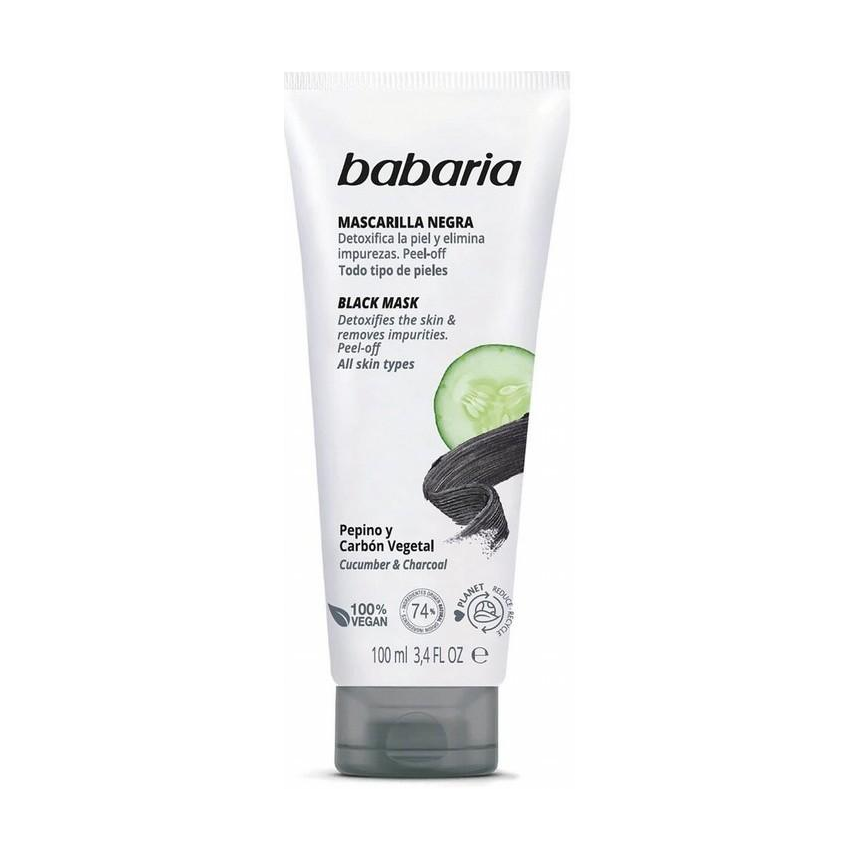 babaria
MASCARILLA NEGRA
Detoxifica la piel y elimina
impurezas. Peel-off
Todo tipo de pieles
BLACK MASK
Detoxifies the skin &
removes impurities.
Peel-off
All skin types
Pepino y
Carbón Vegetal
Cucumber & Charcoal
100%
VEGAN
74%
PLANET
REDUCE · RECYCLE
100 ml 3,4 FL OZ ℮